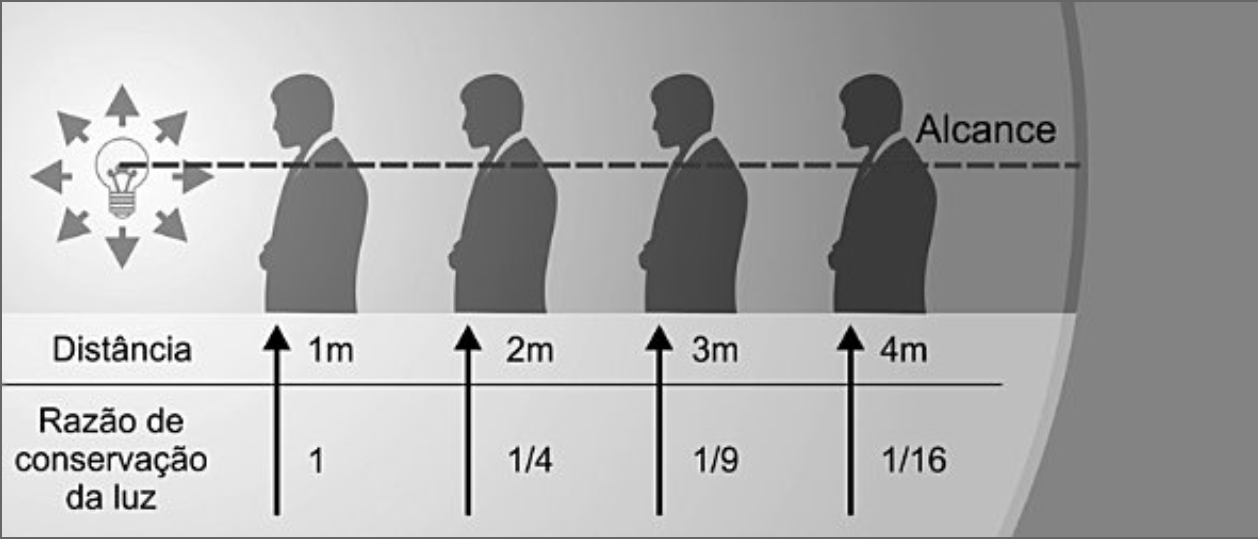 Alcance
Distância 1m 2m 3m 4m
Razão de
conservação
da luz
1 1/4 1/9 1/16